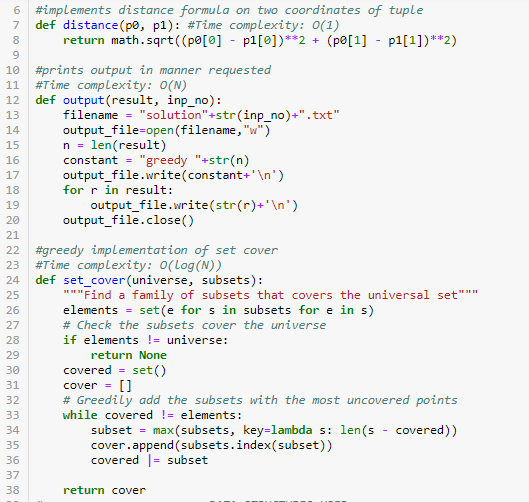 6 #implements distance formula on two coordinates of tuple
7 def distance(p0, p1): #Time complexity: O(1)
8     return math.sqrt((p0[0] - p1[0])**2 + (p0[1] - p1[1])**2)
9
10 #prints output in manner requested
11 #Time complexity: O(N)
12 def output(result, inp_no):
13     filename = "solution"+str(inp_no)+".txt"
14     output_file=open(filename,"w")
15     n = len(result)
16     constant = "greedy "+str(n)
17     output_file.write(constant+'\n')
18     for r in result:
19         output_file.write(str(r)+'\n')
20     output_file.close()
21
22 #greedy implementation of set cover
23 #Time complexity: O(log(N))
24 def set_cover(universe, subsets):
25     """Find a family of subsets that covers the universal set"""
26     elements = set(e for s in subsets for e in s)
27     # Check the subsets cover the universe
28     if elements != universe:
29         return None
30     covered = set()
31     cover = []
32     # Greedily add the subsets with the most uncovered points
33     while covered != elements:
34         subset = max(subsets, key=lambda s: len(s - covered))
35         cover.append(subsets.index(subset))
36         covered |= subset
37
38     return cover